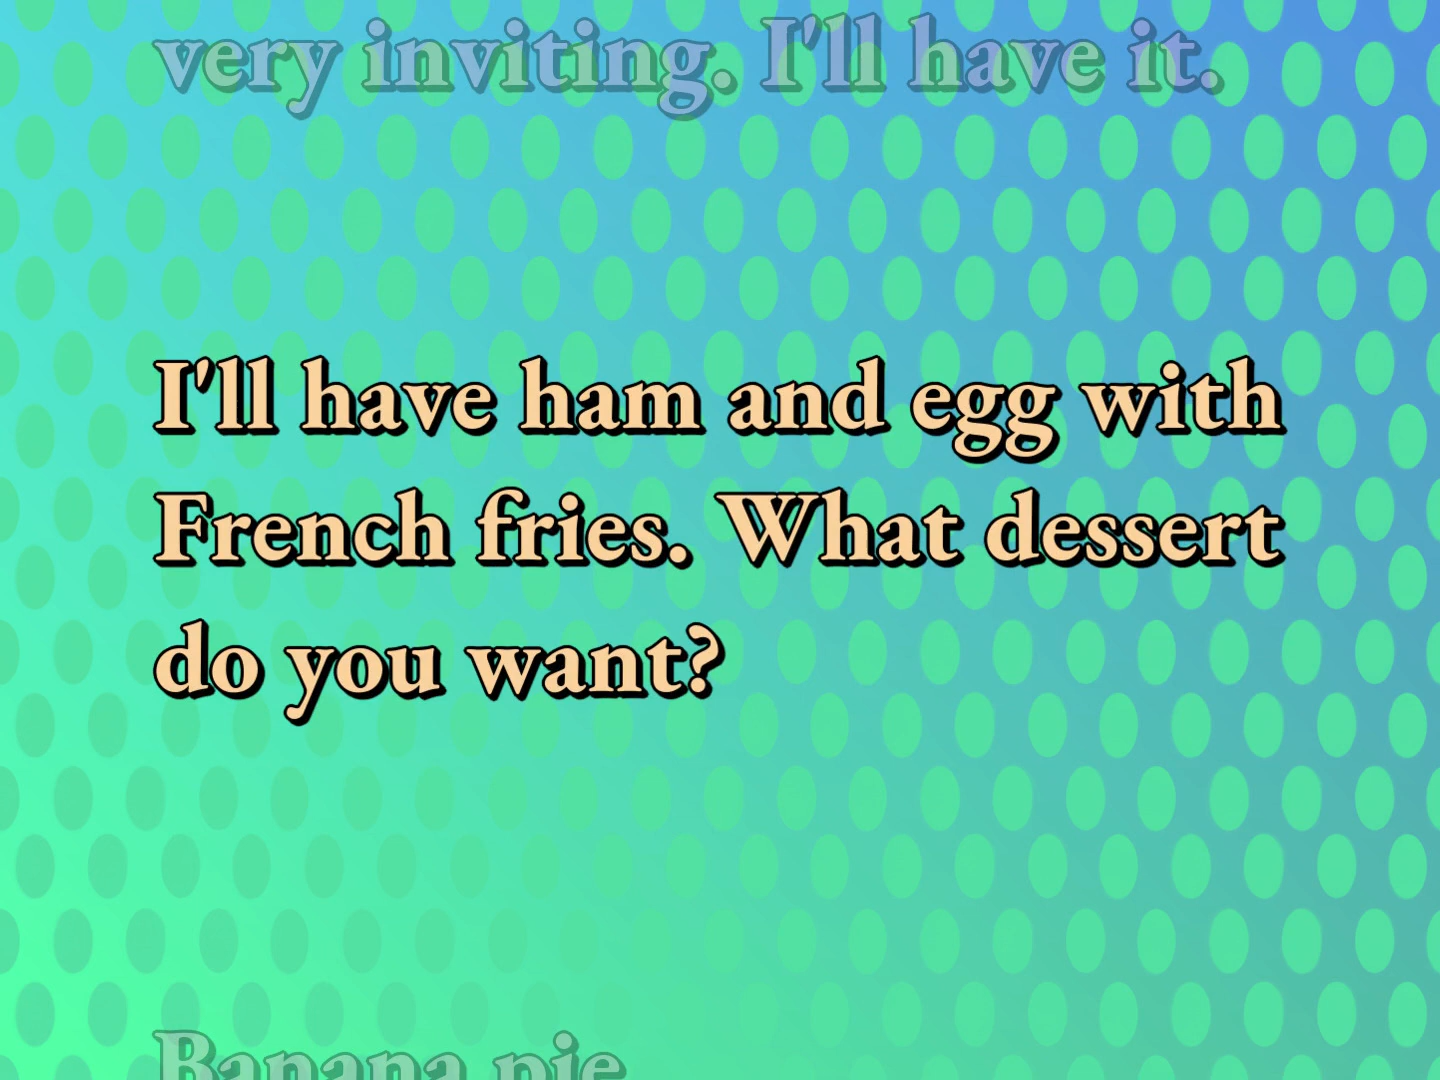 very inviting. I'll have it.
I'll have ham and egg with
French fries. What dessert
do you want?
Banana pie